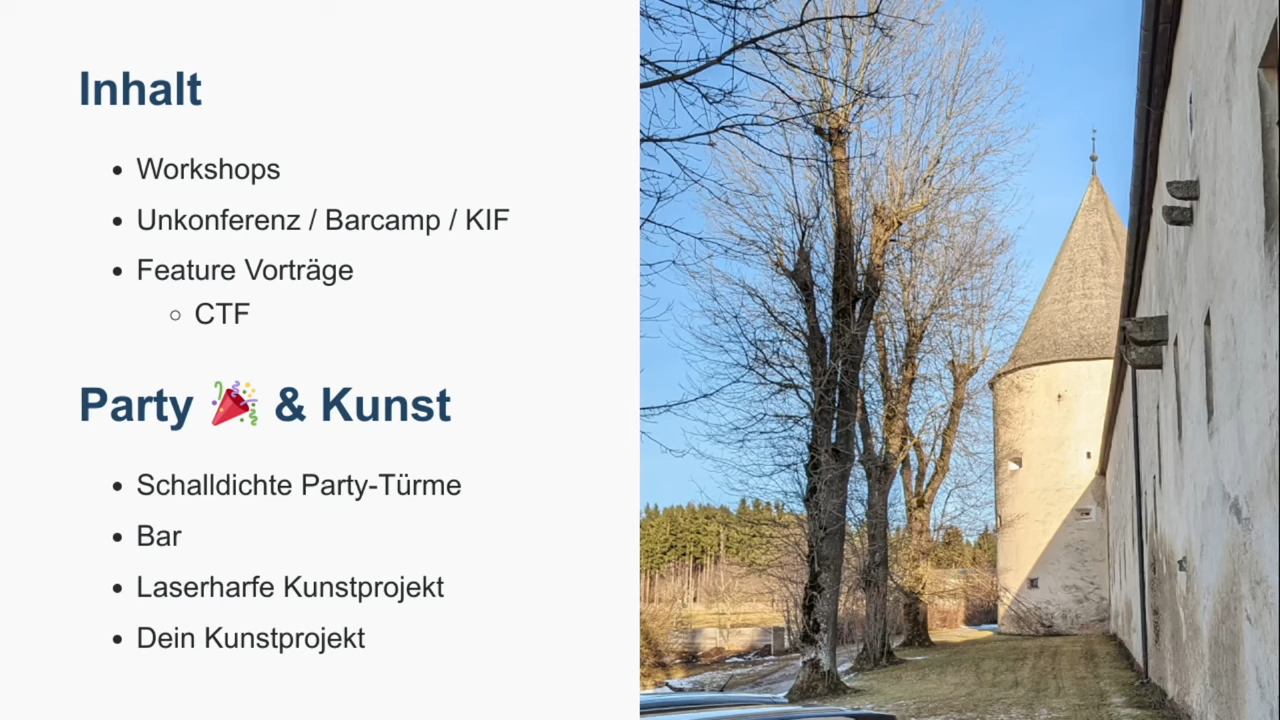 Inhalt
Workshops
Unkonferenz / Barcamp / KIF
Feature Vorträge
CTF
Party 🎉 & Kunst
Schalldichte Party-Türme
Bar
Laserharfe Kunstprojekt
Dein Kunstprojekt